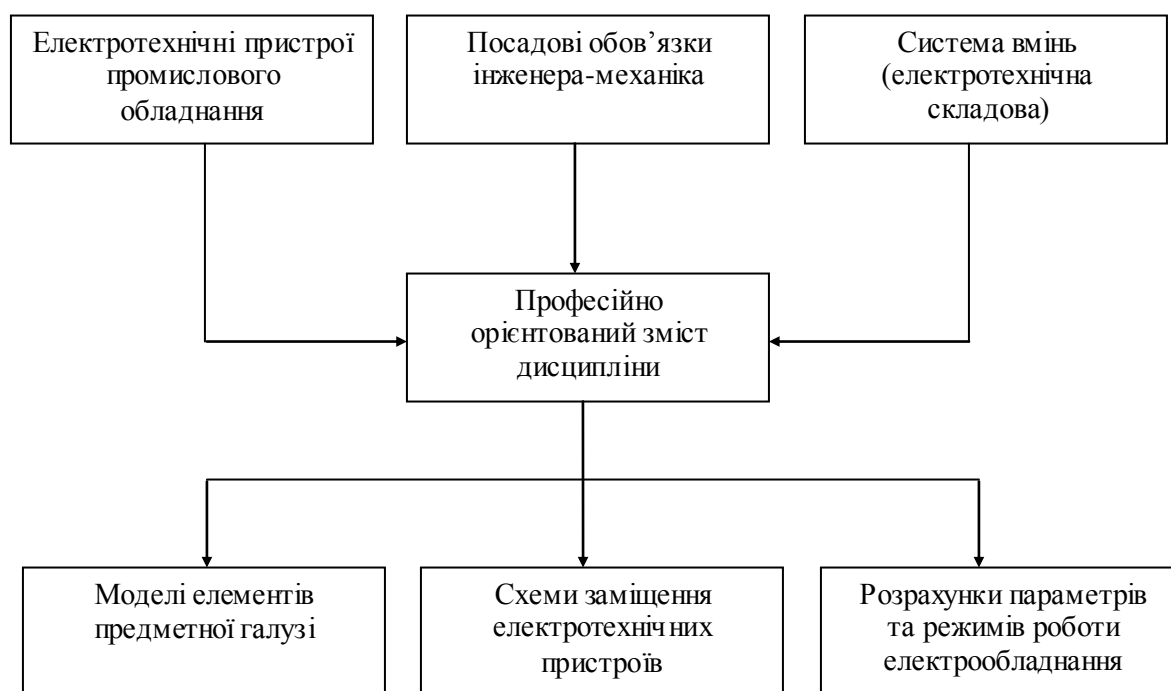 Електротехнічні пристрої
промислового
обладнання
Посадові обов’язки
інженера-механіка
Система вмінь
(електротехнічна
складова)
Професійно
орієнтований зміст
дисципліни
Моделі елементів
предметної галузі
Схеми заміщення
електротехнічних
пристроїв
Розрахунки параметрів
та режимів роботи
електрообладнання